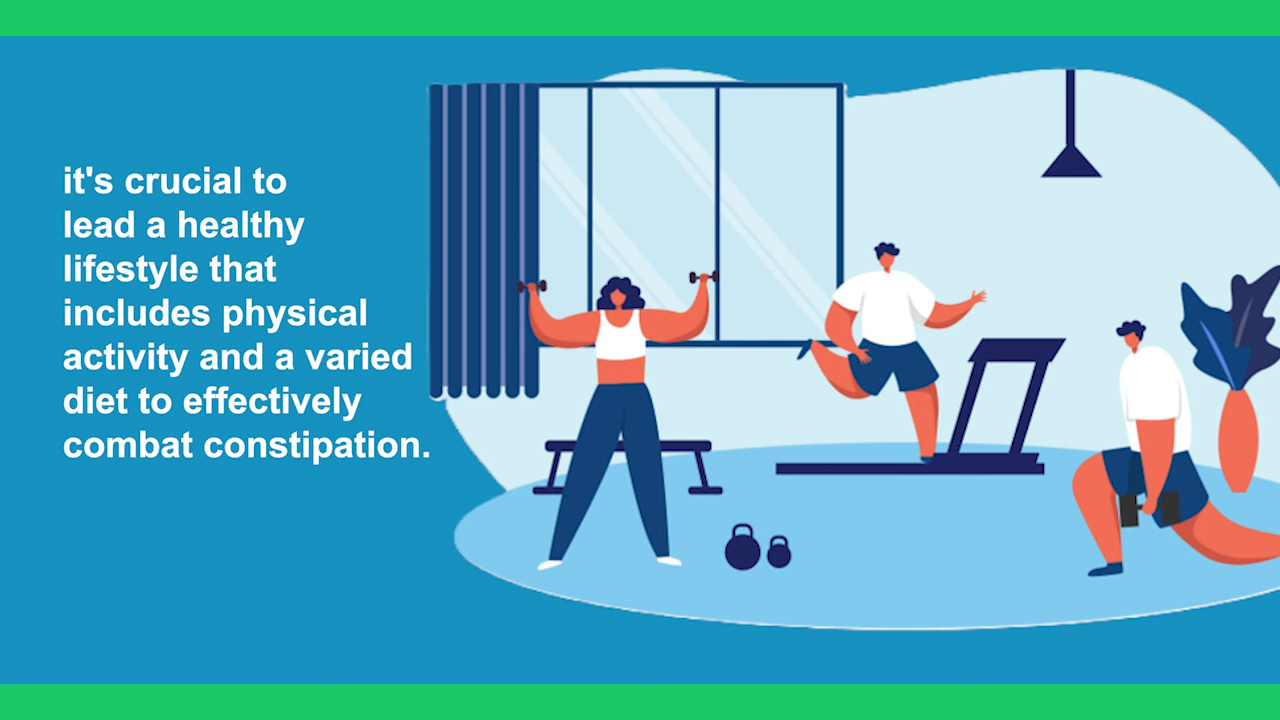 it's crucial to
lead a healthy
lifestyle that
includes physical
activity and a varied
diet to effectively
combat constipation.